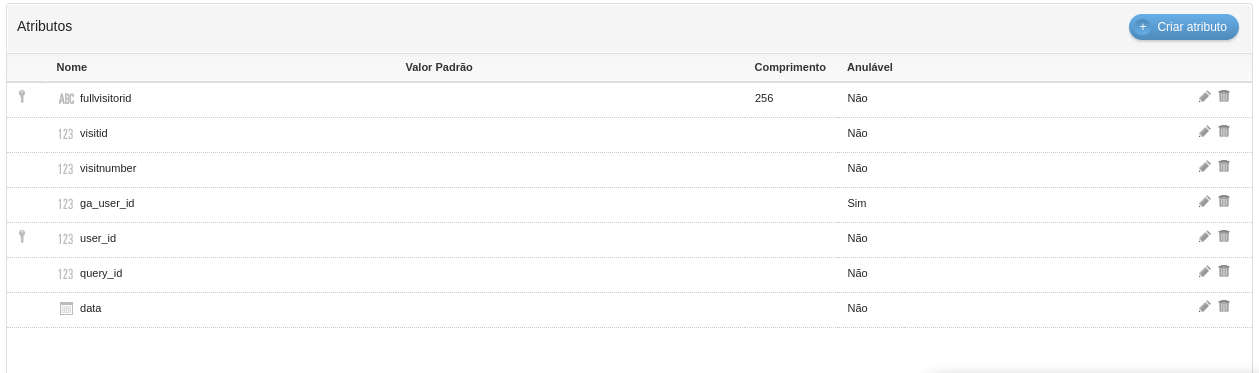 Atributos
+ Criar atributo
Nome Valor Padrão Comprimento Anulável
ABC fullvisitorid 256 Não
123 visitid Não
123 visitnumber Não
123 ga_user_id Sim
123 user_id Não
123 query_id Não
data Não